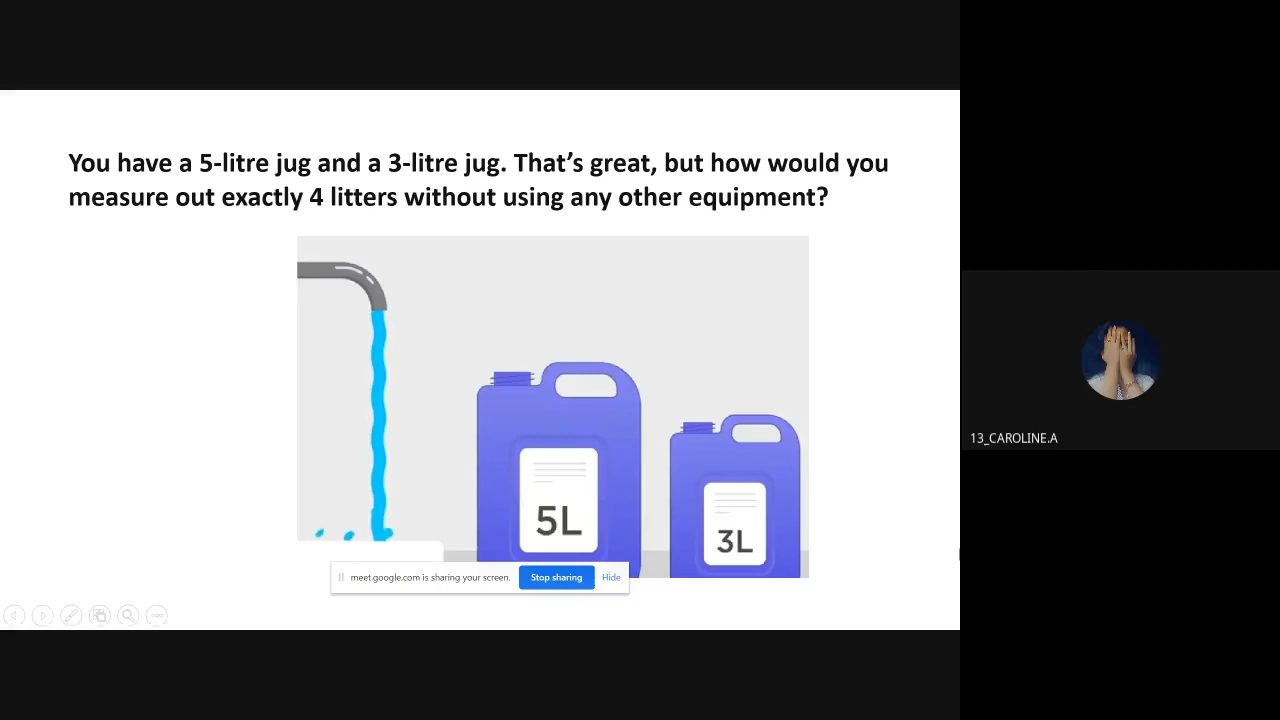 You have a 5-litre jug and a 3-litre jug. That’s great, but how would you
measure out exactly 4 litters without using any other equipment?
5L
3L
meet.google.com is sharing your screen.
Stop sharing
Hide
13_CAROLINE.A